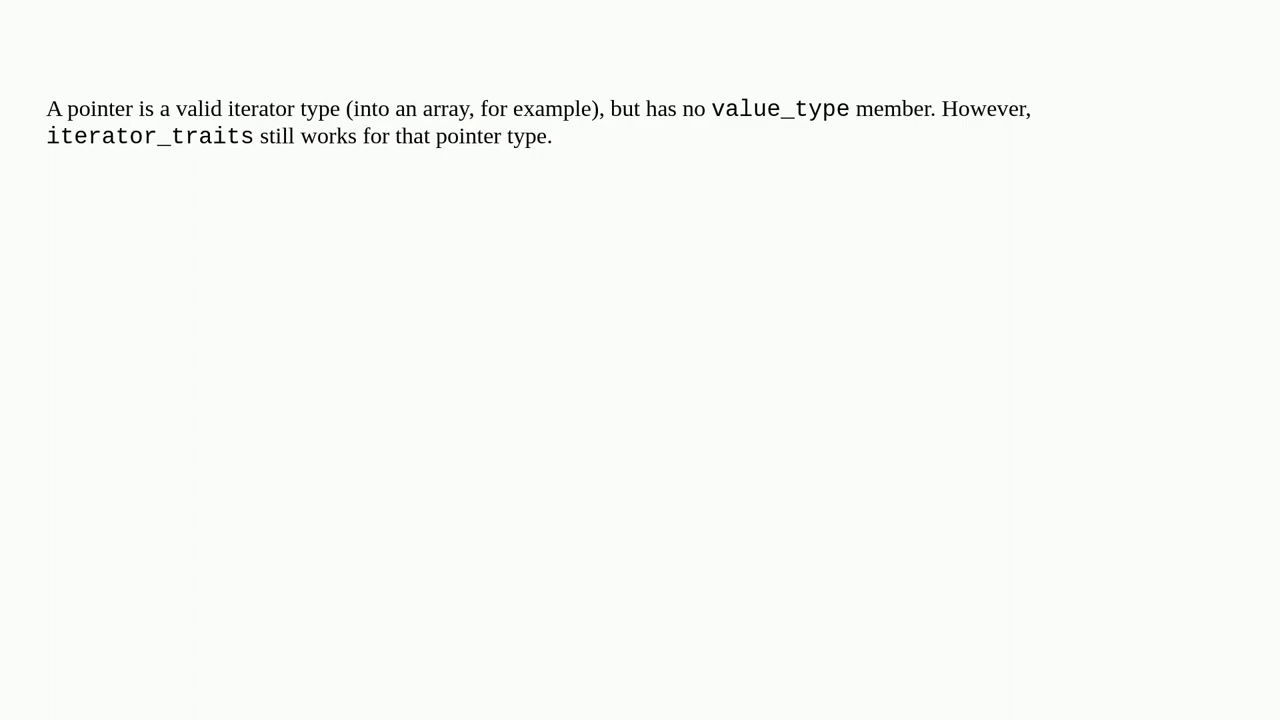 A pointer is a valid iterator type (into an array, for example), but has no value_type member. However,
iterator_traits still works for that pointer type.